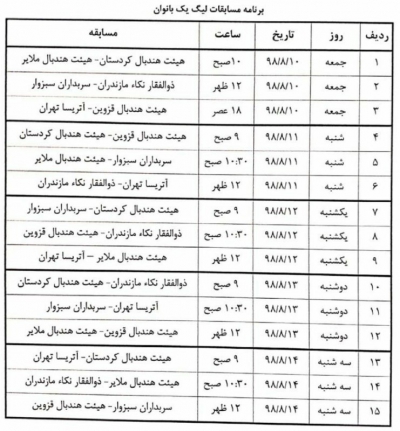 برنامه مسابقات لیگ یک بانوان
ردیف روز تاریخ ساعت مسابقه
۱ جمعه ۹۸/۸/۱۰ ۱۰صبح هیئت هندبال کردستان- هیئت هندبال ملایر
۲ جمعه ۹۸/۸/۱۰ ۱۲ ظهر ذوالفقار نکاء مازندران- سربداران سبزوار
۳ جمعه ۹۸/۸/۱۰ ۱۸ عصر هیئت هندبال قزوین- آتریسا تهران
۴ شنبه ۹۸/۸/۱۱ ۹ صبح هیئت هندبال قزوین- هیئت هندبال کردستان
۵ شنبه ۹۸/۸/۱۱ ۱۰:۳۰ صبح سربداران سبزوار- هیئت هندبال ملایر
۶ شنبه ۹۸/۸/۱۱ ۱۲ ظهر آتریسا تهران- ذوالفقار نکاء مازندران
۷ یکشنبه ۹۸/۸/۱۲ ۹ صبح هیئت هندبال کردستان- سربداران سبزوار
۸ یکشنبه ۹۸/۸/۱۲ ۱۰:۳۰ صبح ذوالفقار نکاء مازندران- هیئت هندبال قزوین
۹ یکشنبه ۹۸/۸/۱۲ ۱۲ ظهر هیئت هندبال ملایر – آتریسا تهران
۱۰ دوشنبه ۹۸/۸/۱۳ ۹ صبح ذوالفقار نکاء مازندران- هیئت هندبال کردستان
۱۱ دوشنبه ۹۸/۸/۱۳ ۱۰:۳۰ صبح آتریسا تهران- سربداران سبزوار
۱۲ دوشنبه ۹۸/۸/۱۳ ۱۲ ظهر هیئت هندبال قزوین- هیئت هندبال ملایر
۱۳ سه شنبه ۹۸/۸/۱۴ ۹ صبح هیئت هندبال کردستان- آتریسا تهران
۱۴ سه شنبه ۹۸/۸/۱۴ ۱۰:۳۰ صبح هیئت هندبال ملایر- ذوالفقار نکاء مازندران
۱۵ سه شنبه ۹۸/۸/۱۴ ۱۲ ظهر سربداران سبزوار- هیئت هندبال قزوین